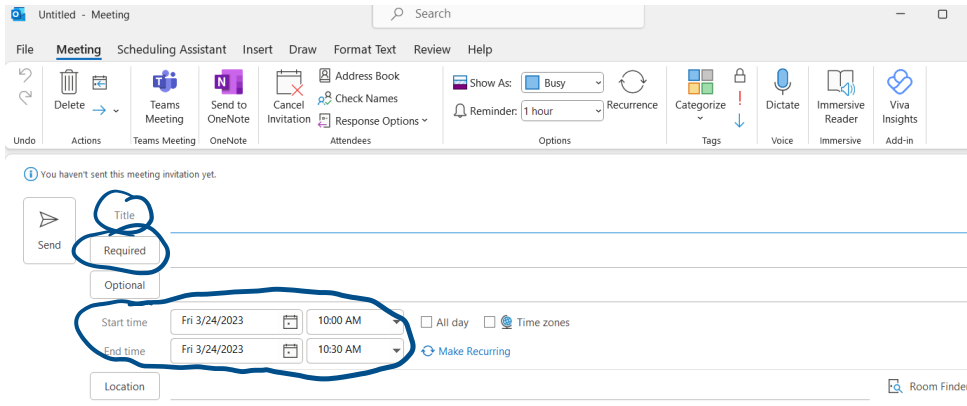 Untitled - Meeting
Search
File Meeting Scheduling Assistant Insert Draw Format Text Review Help
Delete
Teams Meeting
Send to OneNote
Cancel Invitation
Address Book
Check Names
Response Options
Show As: Busy
Reminder: 1 hour
Recurrence
Categorize
Dictate
Immersive Reader
Viva Insights
Undo Actions Teams Meeting OneNote Attendees Options Tags Voice Immersive Add-in
You haven't sent this meeting invitation yet.
Send
Title
Required
Optional
Start time Fri 3/24/2023 10:00 AM All day Time zones
End time Fri 3/24/2023 10:30 AM Make Recurring
Location Room Finder